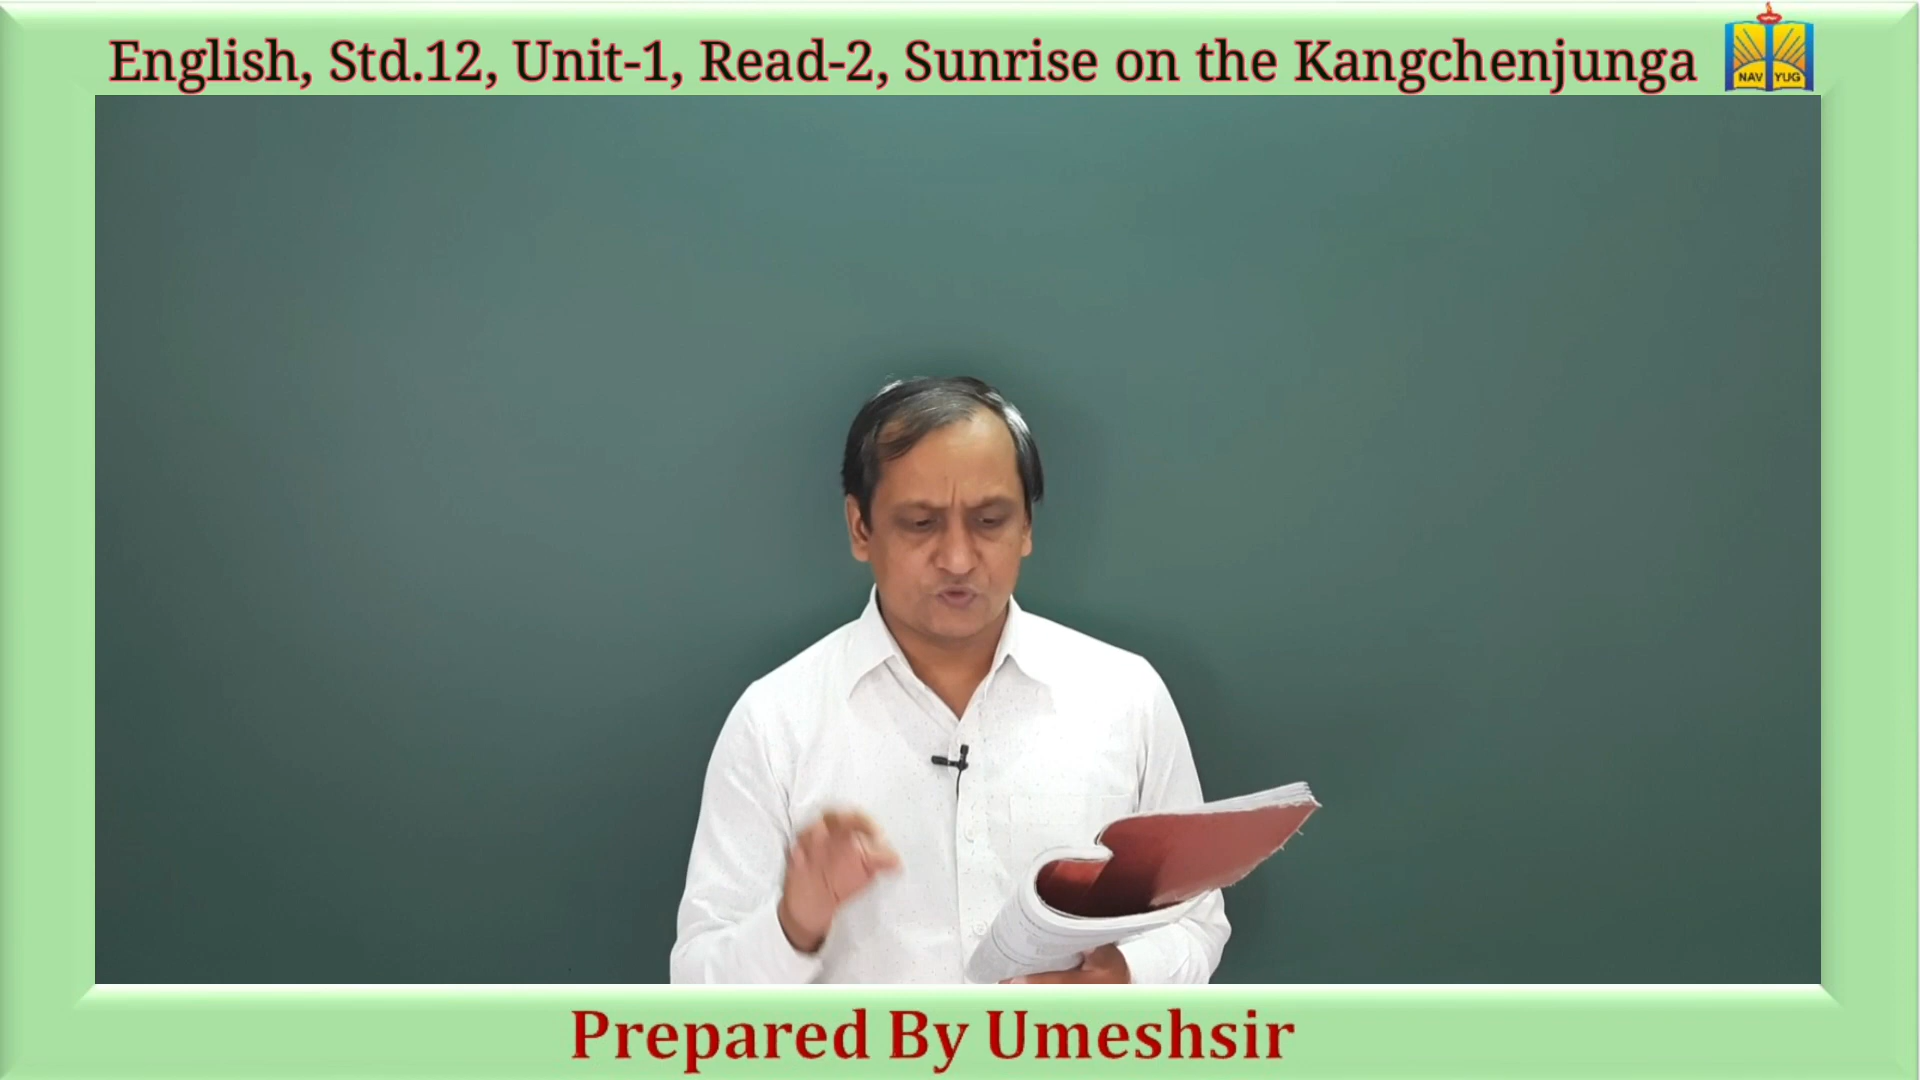 English, Std.12, Unit-1, Read-2, Sunrise on the Kangchenjunga
NAV YUG
Prepared By Umeshsir